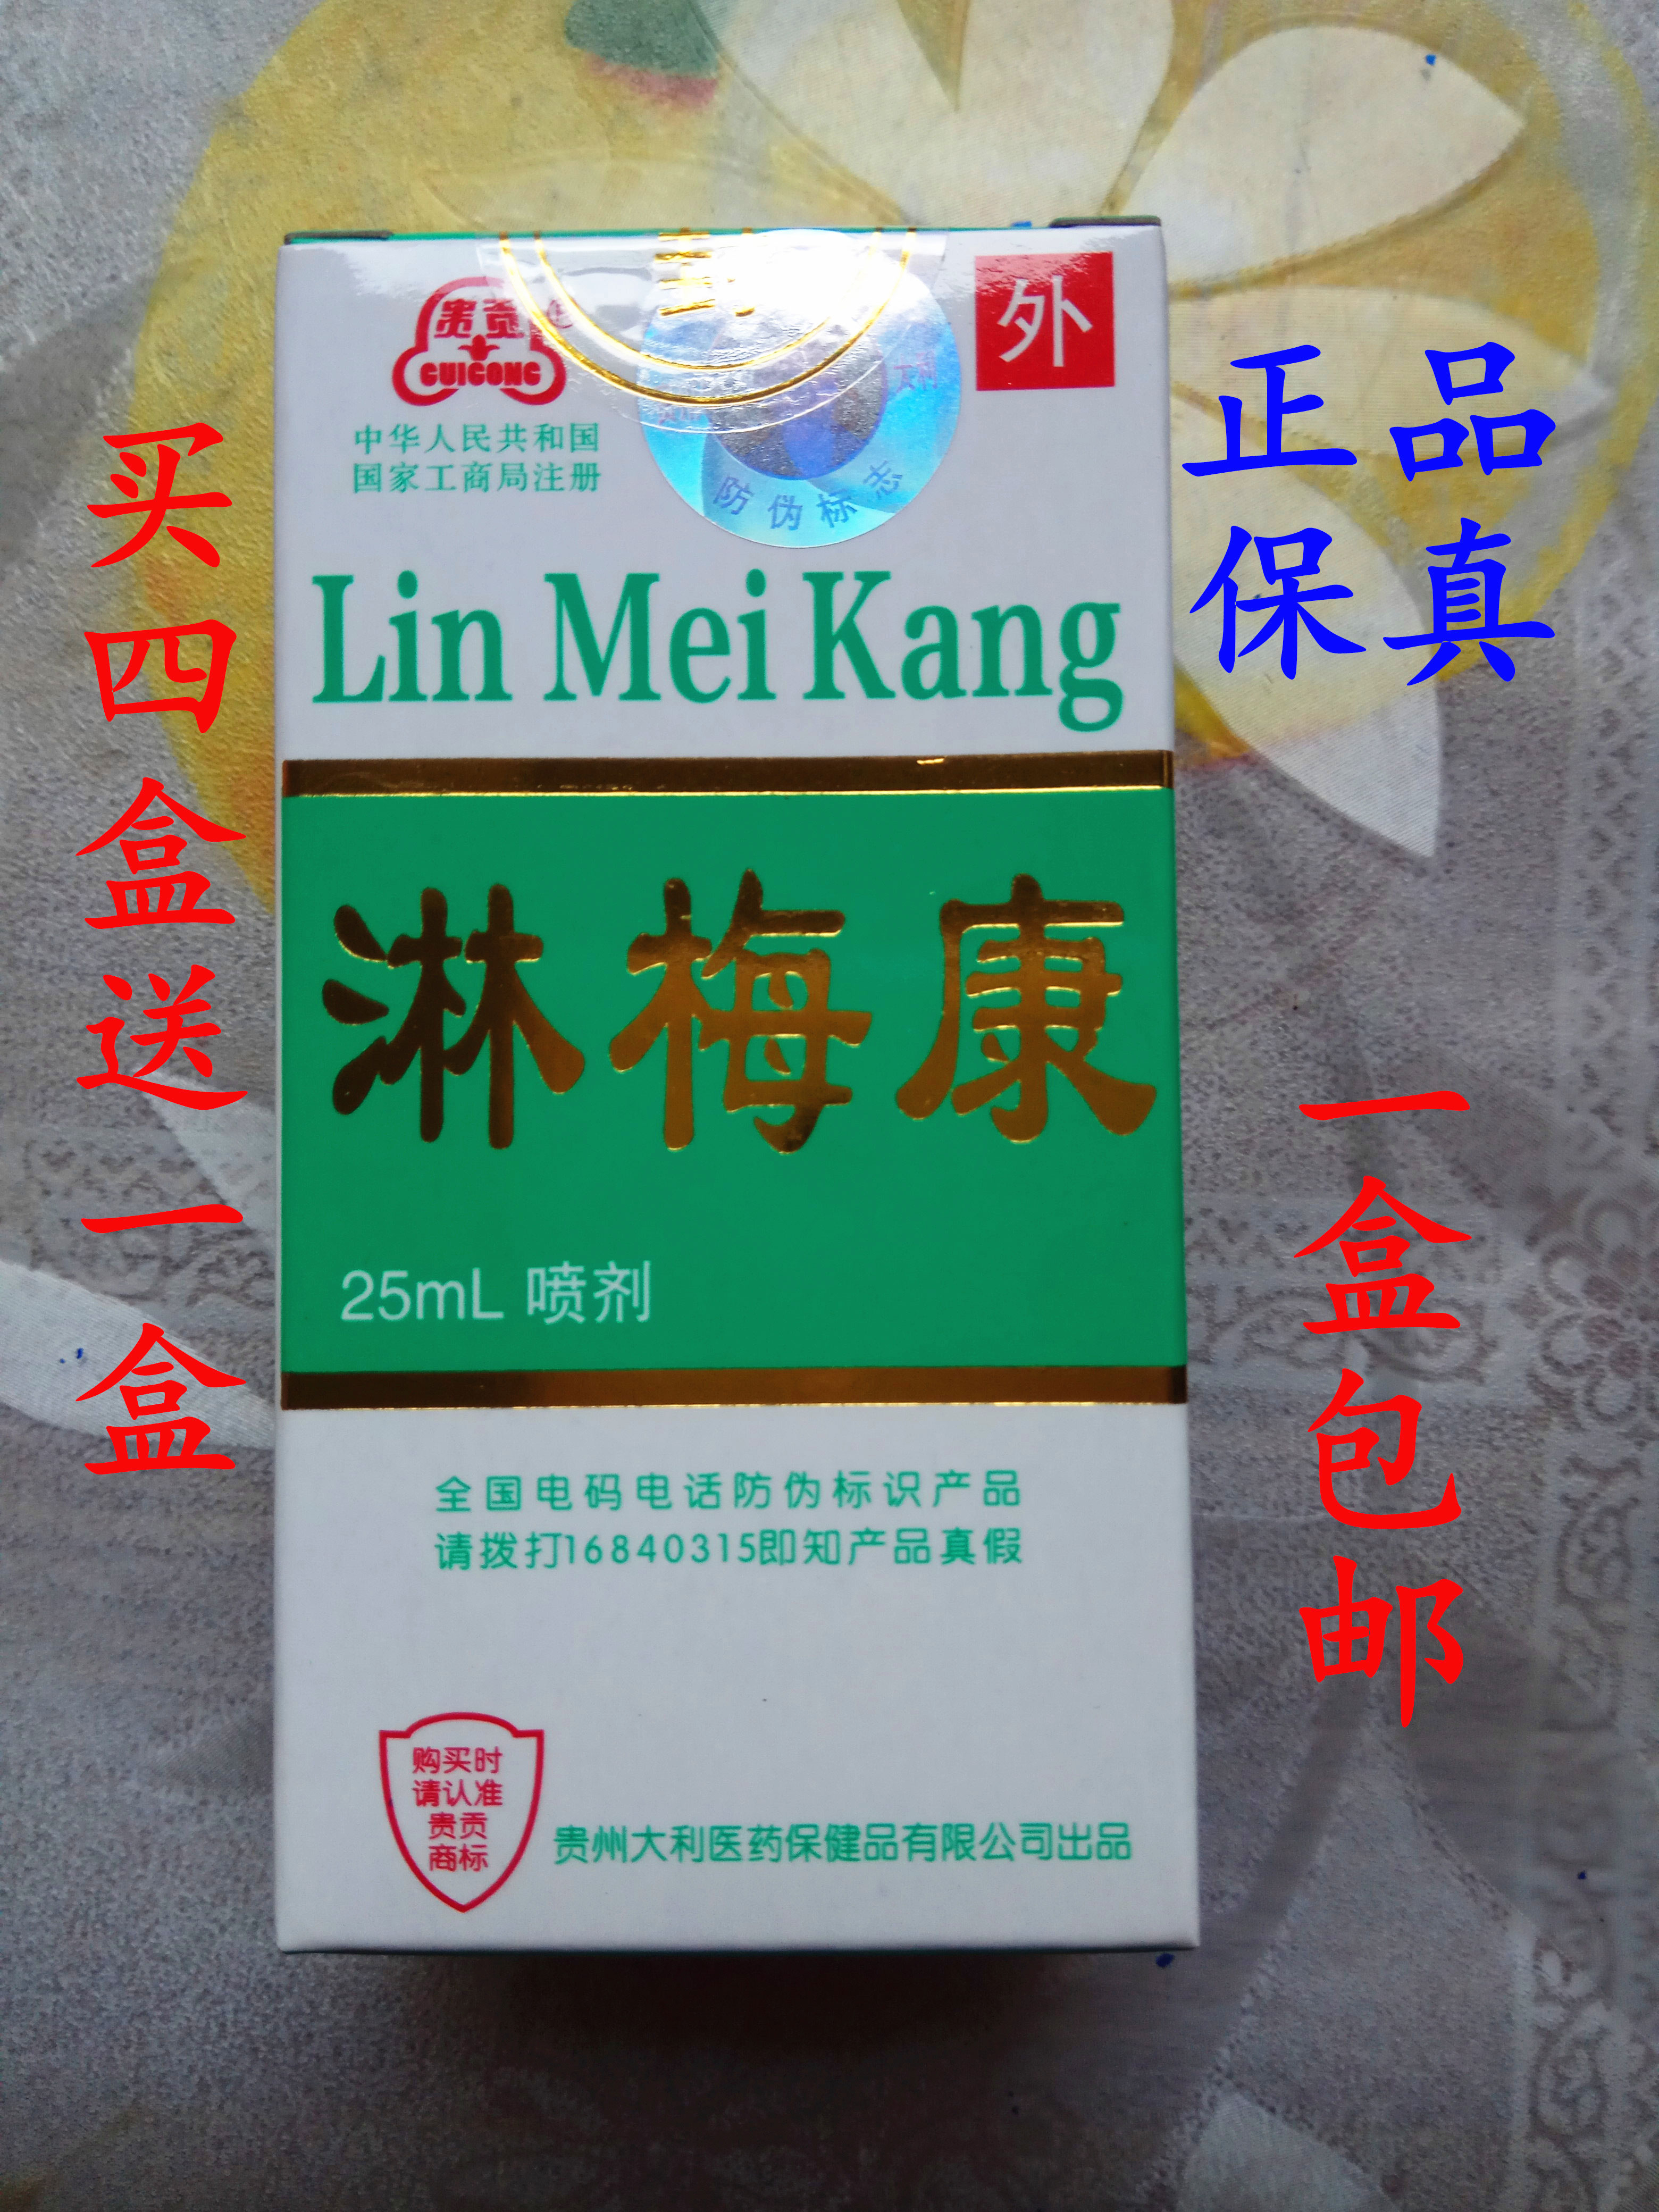 贵贡
GUIGONG
外
中华人民共和国
国家工商局注册
防伪标志
Lin Mei Kang
淋梅康
25mL 喷剂
全国电码电话防伪标识产品
请拨打16840315即知产品真假
购买时
请认准
贵贡
商标
贵州大利医药保健品有限公司出品
正品
保真
买四盒送一盒
一盒包邮